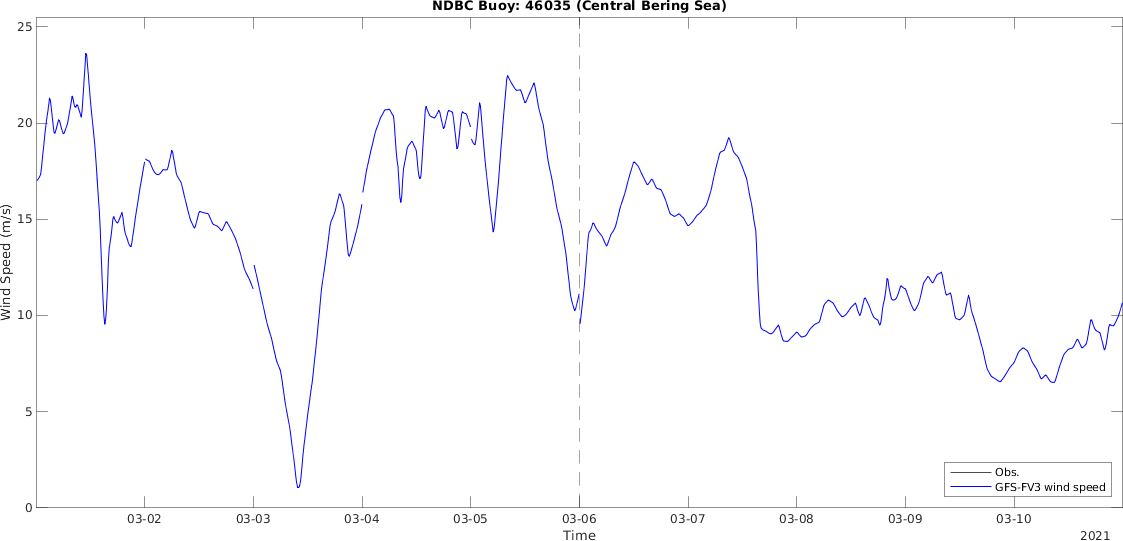 NDBC Buoy: 46035 (Central Bering Sea)
25
20
15
10
5
0
Wind Speed (m/s)
03-02 03-03 03-04 03-05 03-06 03-07 03-08 03-09 03-10
Time
2021
Obs.
GFS-FV3 wind speed